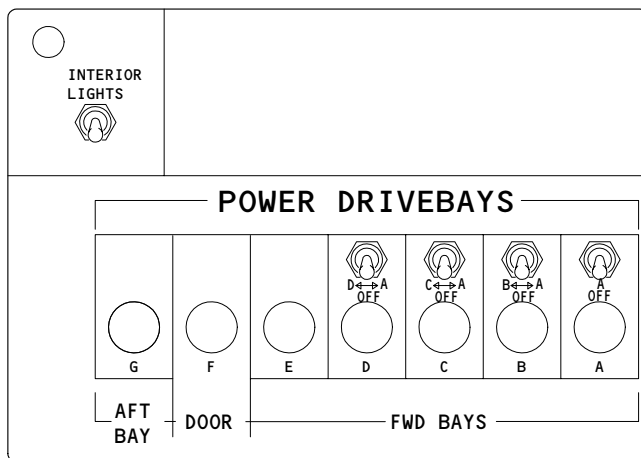 INTERIOR
LIGHTS
POWER DRIVEBAYS
D↔A C↔A B↔A A
OFF OFF OFF OFF
G F E D C B A
AFT
BAY DOOR FWD BAYS